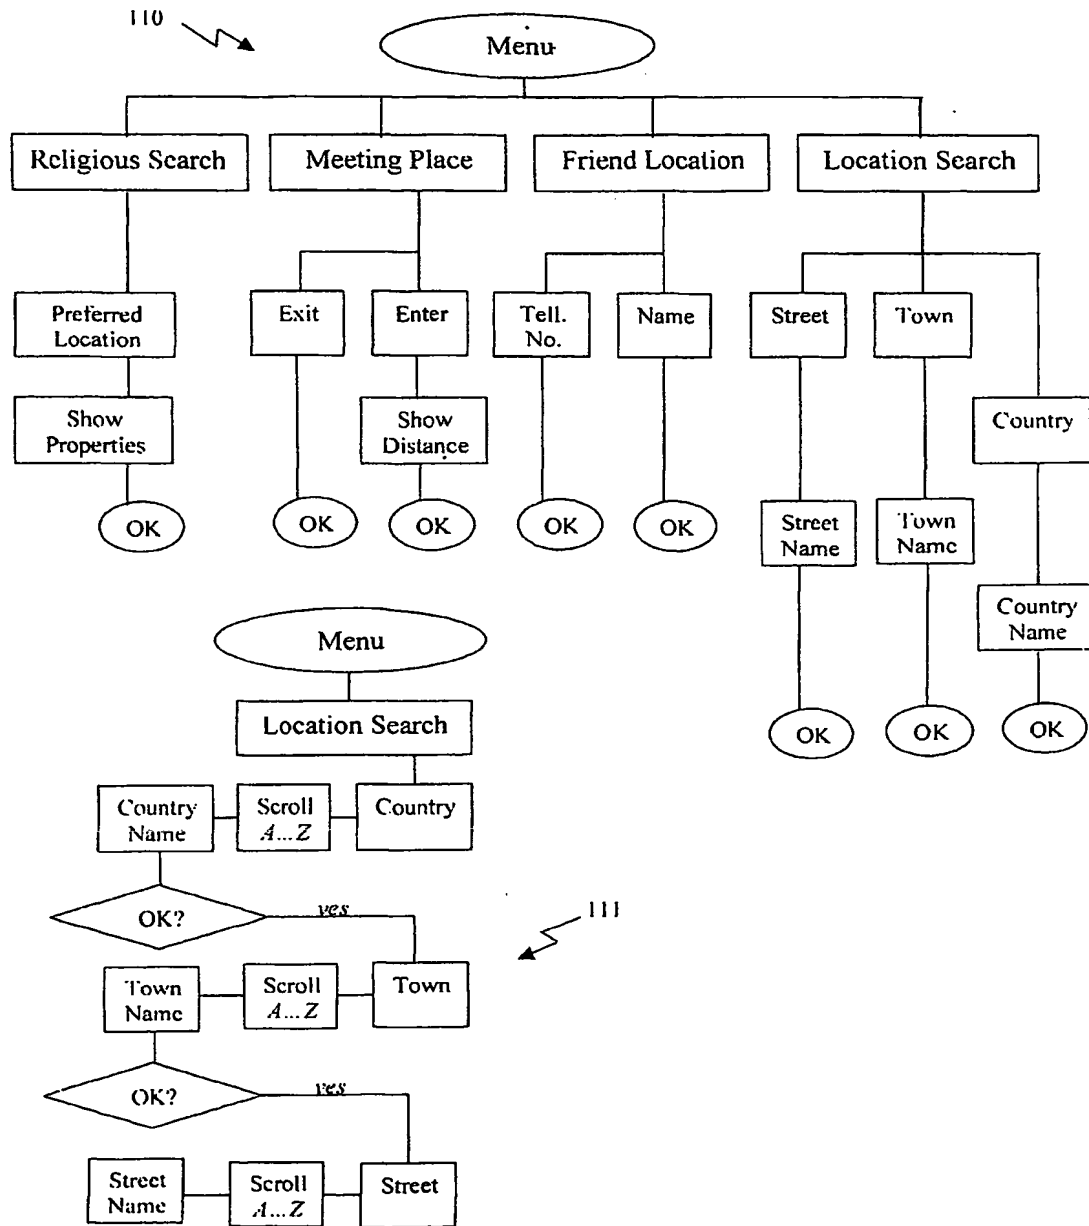 110
Menu
Religious Search
Meeting Place
Friend Location
Location Search
Preferred
Location
Exit
Enter
Tell.
No.
Name
Street
Town
Show
Properties
Show
Distance
Country
OK
OK
OK
OK
OK
Street
Name
Town
Name
Country
Name
OK
OK
OK
Menu
Location Search
Country
Name
Scroll
A...Z
Country
OK?
yes
111
Town
Name
Scroll
A...Z
Town
OK?
yes
Street
Name
Scroll
A...Z
Street